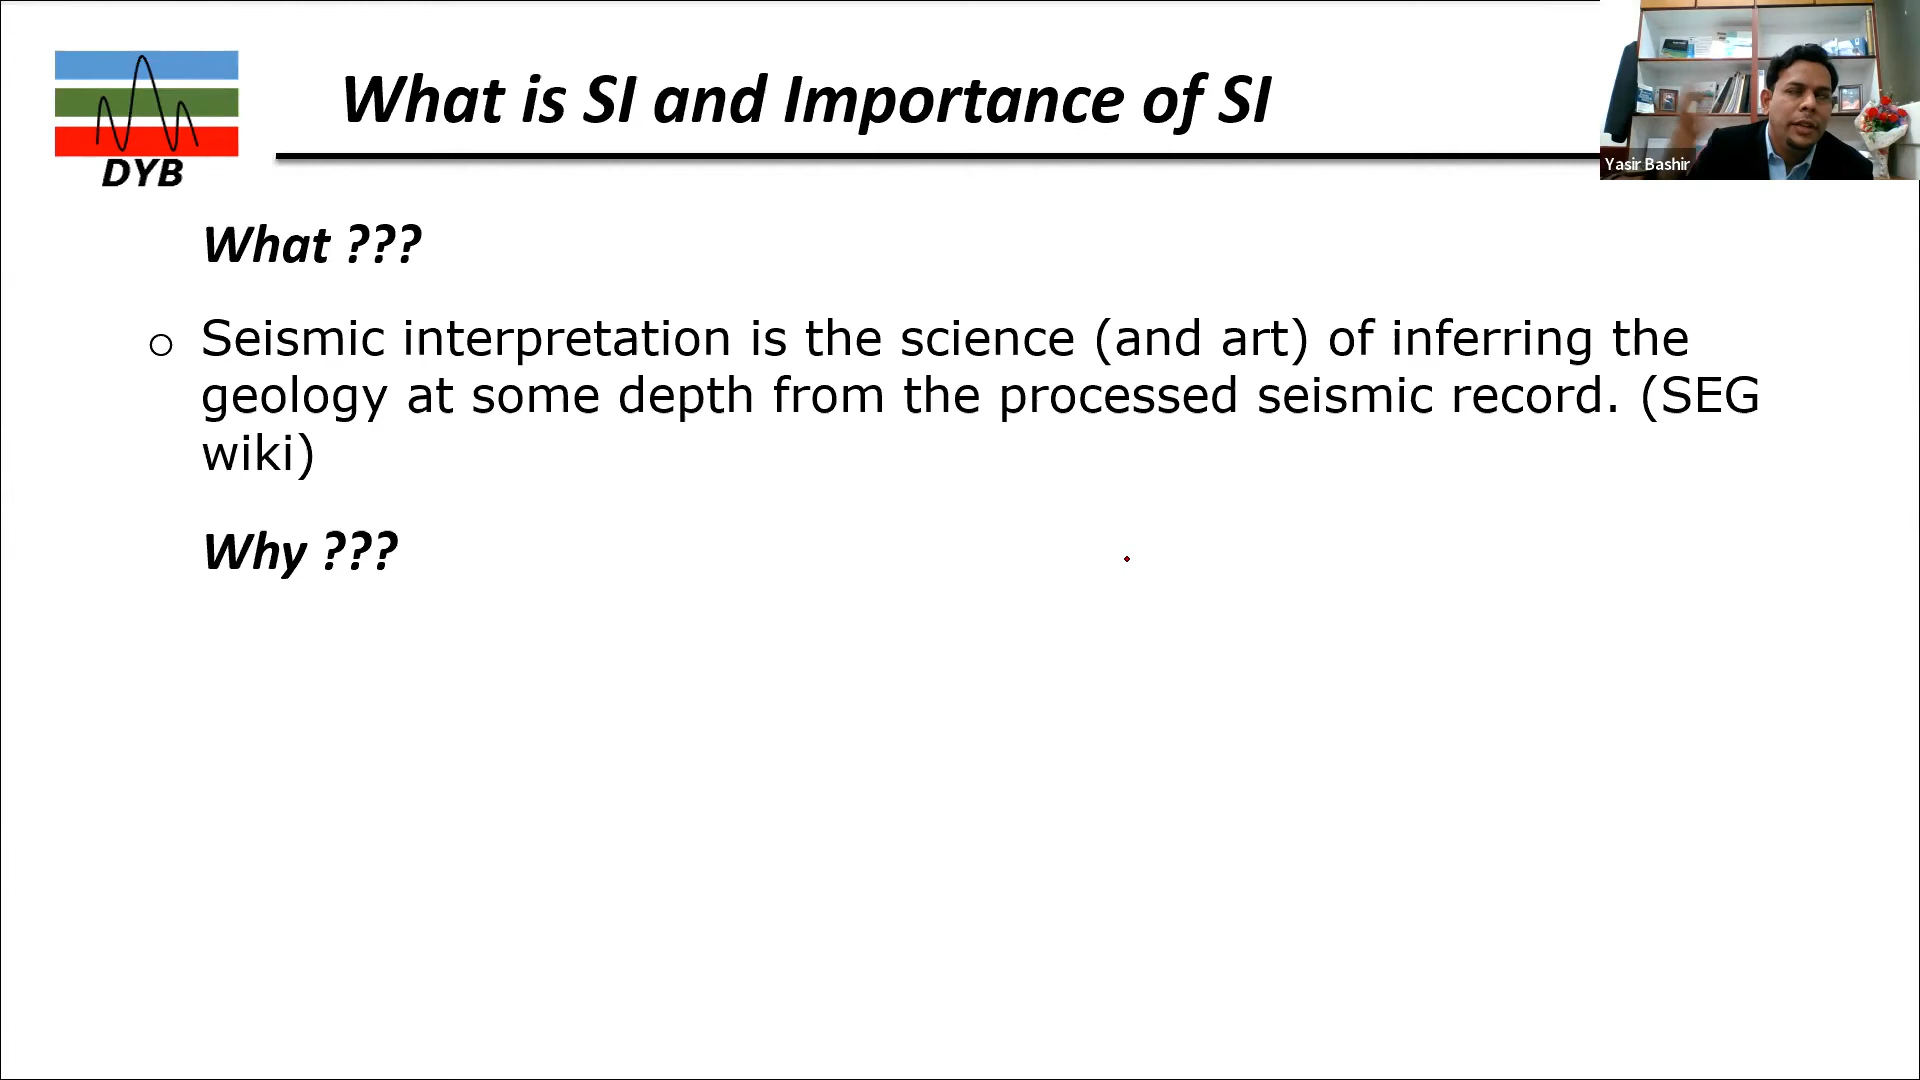 What is SI and Importance of SI
DYB
Yasir Bashir
What ???
o Seismic interpretation is the science (and art) of inferring the
geology at some depth from the processed seismic record. (SEG
wiki)
Why ???